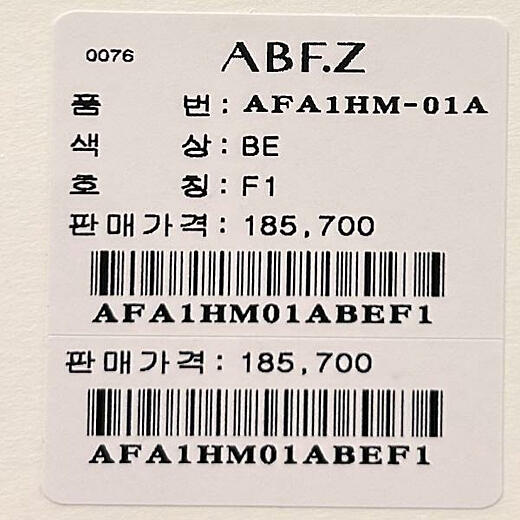 0076 ABF.Z
품 번: AFA1HM-01A
색 상: BE
호 칭: F1
판매가격: 185,700
AFA1HM01ABEF1
판매가격: 185,700
AFA1HM01ABEF1